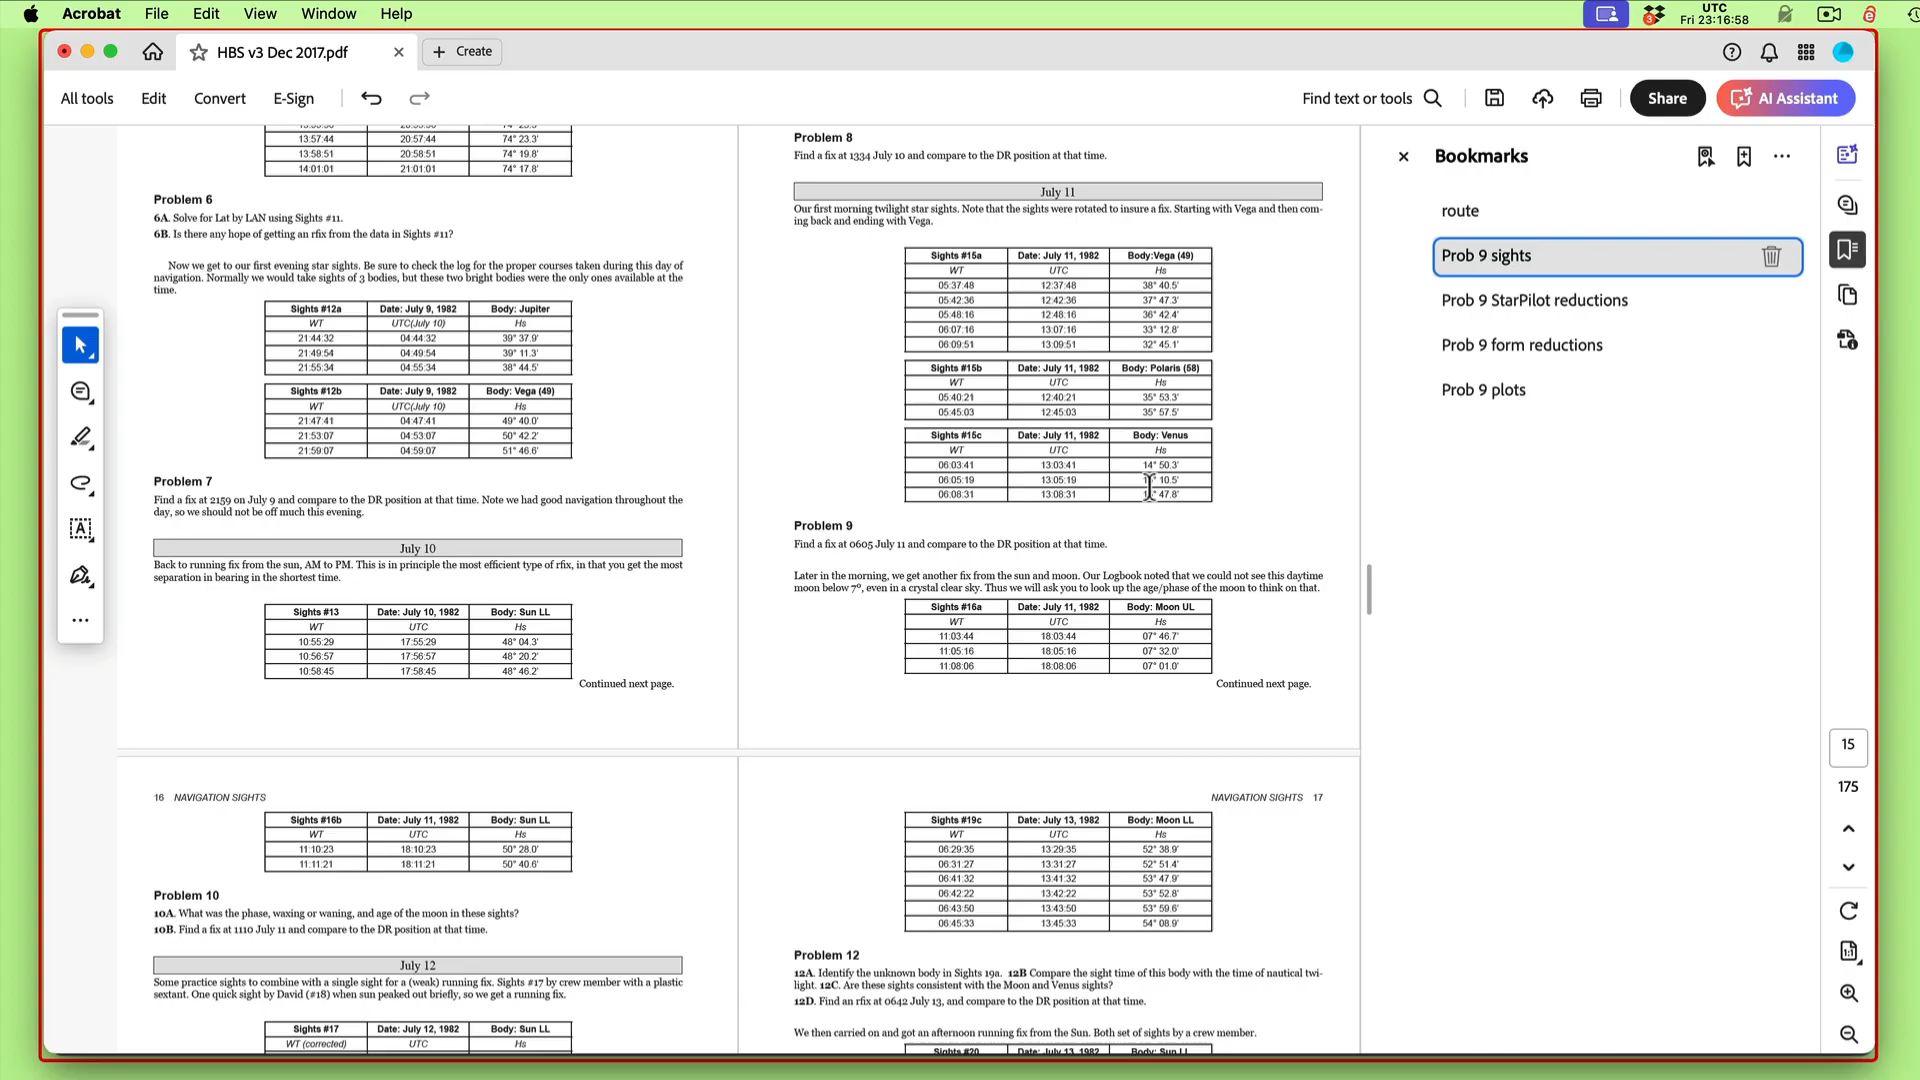 Acrobat File Edit View Window Help
3
UTC
Fri 23:16:58
HBS v3 Dec 2017.pdf
Create
All tools Edit Convert E-Sign
Find text or tools
Share
AI Assistant
13:57:44 20:57:44 74° 23.3'
13:58:51 20:58:51 74° 19.8'
14:01:01 21:01:01 74° 17.8'
Problem 6
6A. Solve for Lat by LAN using Sights #11.
6B. Is there any hope of getting an rfix from the data in Sights #11?
Now we get to our first evening star sights. Be sure to check the log for the proper courses taken during this day of
navigation. Normally we would take sights of 3 bodies, but these two bright bodies were the only ones available at the
time.
Sights #12a Date: July 9, 1982 Body: Jupiter
WT UTC(July 10) Hs
21:44:32 04:44:32 39° 37.9'
21:49:54 04:49:54 39° 11.3'
21:55:34 04:55:34 38° 44.5'
Sights #12b Date: July 9, 1982 Body: Vega (49)
WT UTC(July 10) Hs
21:47:41 04:47:41 49° 40.0'
21:53:07 04:53:07 50° 42.2'
21:59:07 04:59:07 51° 46.6'
Problem 7
Find a fix at 2159 on July 9 and compare to the DR position at that time. Note we had good navigation throughout the
day, so we should not be off much this evening.
July 10
Back to running fix from the sun, AM to PM. This is in principle the most efficient type of rfix, in that you get the most
separation in bearing in the shortest time.
Sights #13 Date: July 10, 1982 Body: Sun LL
WT UTC Hs
10:55:29 17:55:29 48° 04.3'
10:56:57 17:56:57 48° 20.2'
10:58:45 17:58:45 48° 46.2'
Continued next page.
Problem 8
Find a fix at 1334 July 10 and compare to the DR position at that time.
July 11
Our first morning twilight star sights. Note that the sights were rotated to insure a fix. Starting with Vega and then com-
ing back and ending with Vega.
Sights #15a Date: July 11, 1982 Body:Vega (49)
WT UTC Hs
05:37:48 12:37:48 38° 40.5'
05:42:36 12:42:36 37° 47.3'
05:48:16 12:48:16 36° 42.4'
06:07:16 13:07:16 33° 12.8'
06:09:51 13:09:51 32° 45.1'
Sights #15b Date: July 11, 1982 Body: Polaris (58)
WT UTC Hs
05:40:21 12:40:21 35° 53.3'
05:45:03 12:45:03 35° 57.5'
Sights #15c Date: July 11, 1982 Body: Venus
WT UTC Hs
06:03:41 13:03:41 14° 50.3'
06:05:19 13:05:19 10.5'
06:08:31 13:08:31 47.8'
Problem 9
Find a fix at 0605 July 11 and compare to the DR position at that time.
Later in the morning, we get another fix from the sun and moon. Our Logbook noted that we could not see this daytime
moon below 7º, even in a crystal clear sky. Thus we will ask you to look up the age/phase of the moon to think on that.
Sights #16a Date: July 11, 1982 Body: Moon UL
WT UTC Hs
11:03:44 18:03:44 07° 46.7'
11:05:16 18:05:16 07° 32.0'
11:08:06 18:08:06 07° 01.0'
Continued next page.
16 NAVIGATION SIGHTS
Sights #16b Date: July 11, 1982 Body: Sun LL
WT UTC Hs
11:10:23 18:10:23 50° 28.0'
11:11:21 18:11:21 50° 40.6'
Problem 10
10A. What was the phase, waxing or waning, and age of the moon in these sights?
10B. Find a fix at 1110 July 11 and compare to the DR position at that time.
July 12
Some practice sights to combine with a single sight for a (weak) running fix. Sights #17 by crew member with a plastic
sextant. One quick sight by David (#18) when sun peaked out briefly, so we get a running fix.
Sights #17 Date: July 12, 1982 Body: Sun LL
WT (corrected) UTC Hs
NAVIGATION SIGHTS 17
Sights #19c Date: July 13, 1982 Body: Moon LL
WT UTC Hs
06:29:35 13:29:35 52° 38.9'
06:31:27 13:31:27 52° 51.4'
06:41:32 13:41:32 53° 47.9'
06:42:22 13:42:22 53° 52.8'
06:43:50 13:43:50 53° 59.6'
06:45:33 13:45:33 54° 08.9'
Problem 12
12A. Identify the unknown body in Sights 19a. 12B Compare the sight time of this body with the time of nautical twi-
light. 12C. Are these sights consistent with the Moon and Venus sights?
12D. Find an rfix at 0642 July 13, and compare to the DR position at that time.
We then carried on and got an afternoon running fix from the Sun. Both set of sights by a crew member.
Sights #20 Date: July 13, 1982 Body: Sun LL
Bookmarks
route
Prob 9 sights
Prob 9 StarPilot reductions
Prob 9 form reductions
Prob 9 plots
15
175